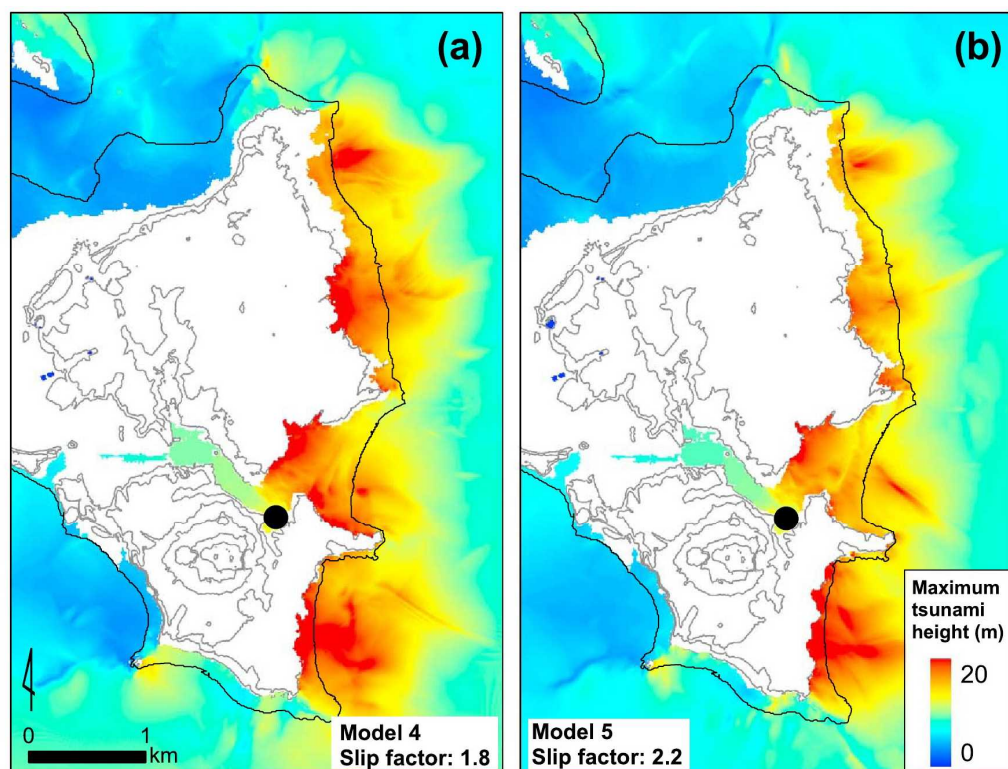 (a)
(b)
0
1
km
Model 4
Slip factor: 1.8
Model 5
Slip factor: 2.2
Maximum
tsunami
height (m)
20
0